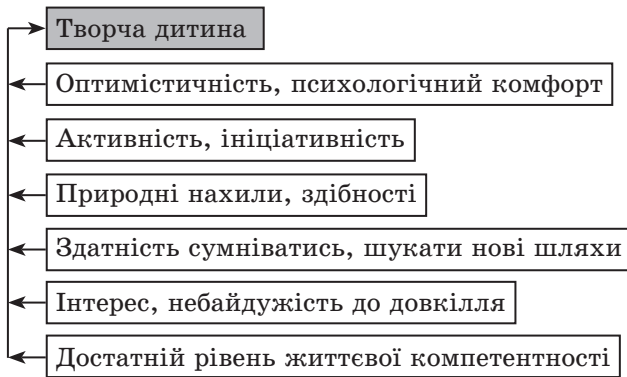 Творча дитина
Оптимістичність, психологічний комфорт
Активність, ініціативність
Природні нахили, здібності
Здатність сумніватись, шукати нові шляхи
Інтерес, небайдужість до довкілля
Достатній рівень життєвої компетентності